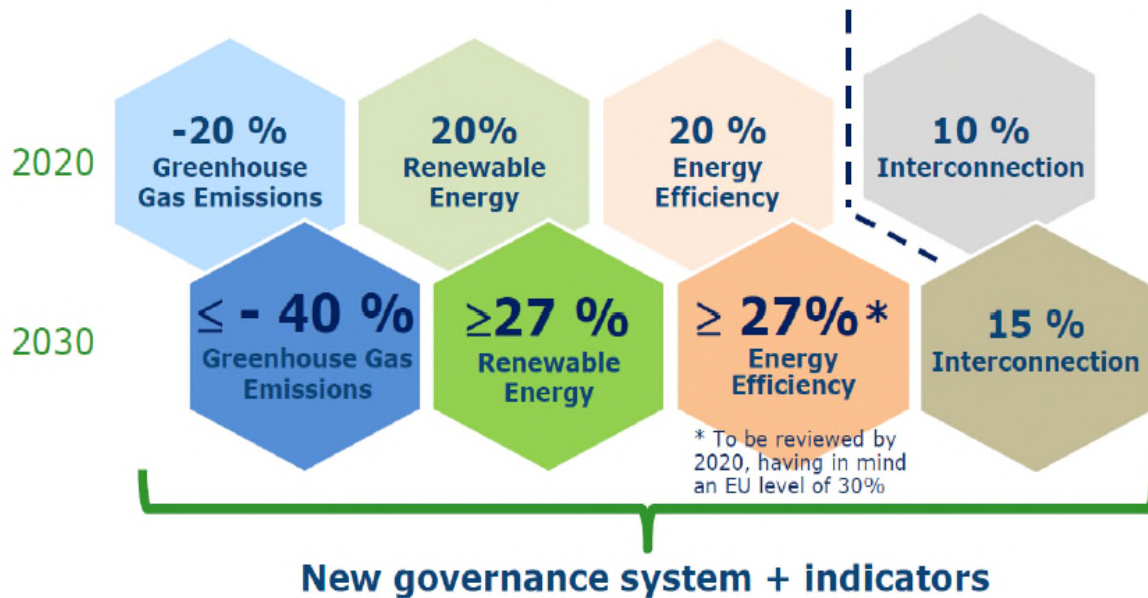 2020
-20 %
Greenhouse
Gas Emissions
20%
Renewable
Energy
20 %
Energy
Efficiency
10 %
Interconnection
2030
≤ - 40 %
Greenhouse Gas
Emissions
≥27 %
Renewable
Energy
≥ 27%*
Energy
Efficiency
* To be reviewed by
2020, having in mind
an EU level of 30%
15 %
Interconnection
New governance system + indicators